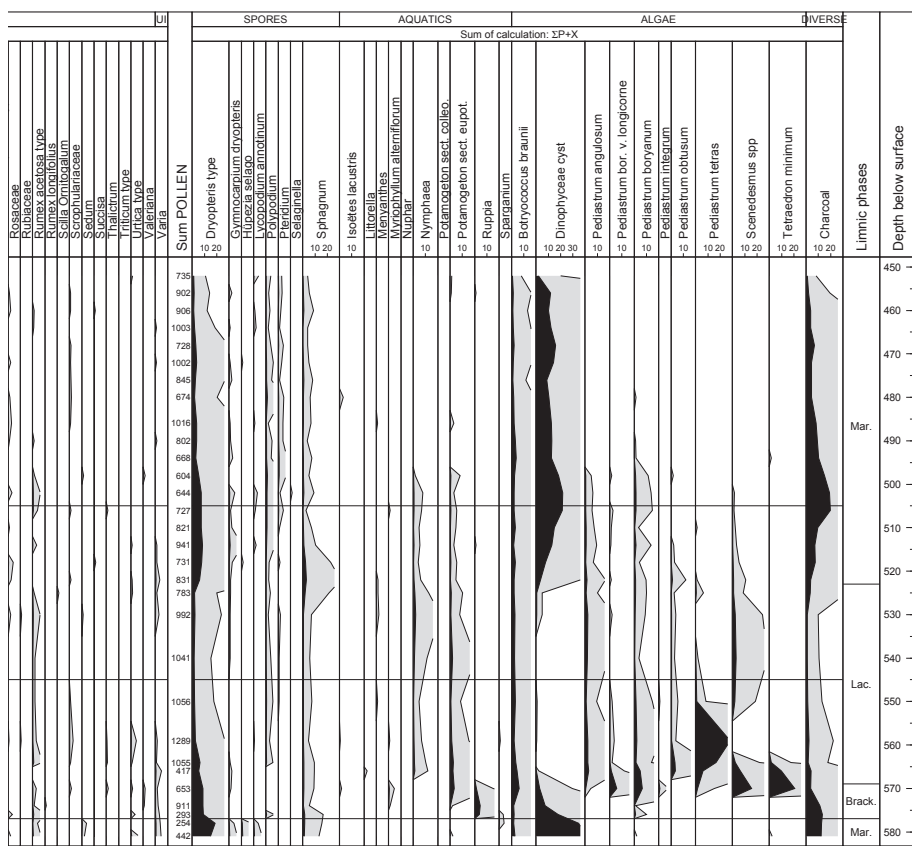 UI SPORES AQUATICS ALGAE DIVERSE
Sum of calculation: ΣP+X
Rosaceae
Rubiaceae
Rumex acetosa type
Rumex longifolius
Scilla Ornitogalum
Scrophulariaceae
Sedum
Succisa
Thalictrum
Triticum type
Urtica type
Valeriana
Varia
Sum POLLEN
Dryopteris type
Gymnocarpium dryopteris
Hupezia selago
Lycopodium annotinum
Polypodium
Pteridium
Selaginella
Sphagnum
Isoëtes lacustris
Littorella
Menyanthes
Myriophyllum alterniflorum
Nuphar
Nymphaea
Potamogeton sect. colleo.
Potamogeton sect. eupot.
Ruppia
Sparganium
Botryococcus braunii
Dinophyceae cyst
Pediastrum angulosum
Pediastrum bor. v. longicorne
Pediastrum boryanum
Pediastrum integrum
Pediastrum obtusum
Pediastrum tetras
Scenedesmus spp
Tetraedron minimum
Charcoal
Limnic phases
Depth below surface
10 20 10 20 10 10 10 10 10 10 20 30 10 10 10 10 10 20 10 20 10 20 10 20
735
902
906
1003
728
1002
845
674
1016
802
668
604
644
727
821
941
731
831
783
992
1041
1056
1289
1055
417
653
911
293
254
442
Mar.
Lac.
Brack.
Mar.
450
460
470
480
490
500
510
520
530
540
550
560
570
580